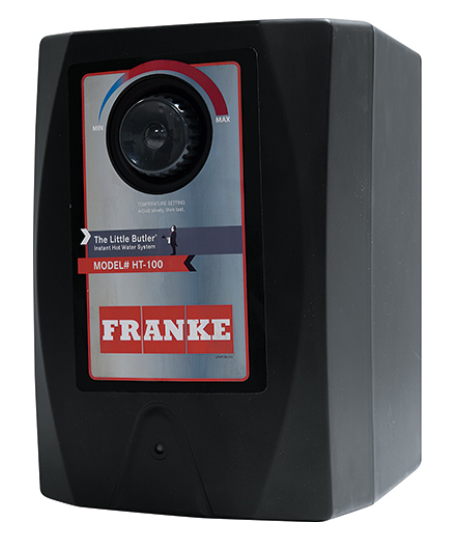 MIN
MAX
TEMPERATURE SETTING
The Little Butler®
Instant Hot Water System
MODEL# HT-100
FRANKE